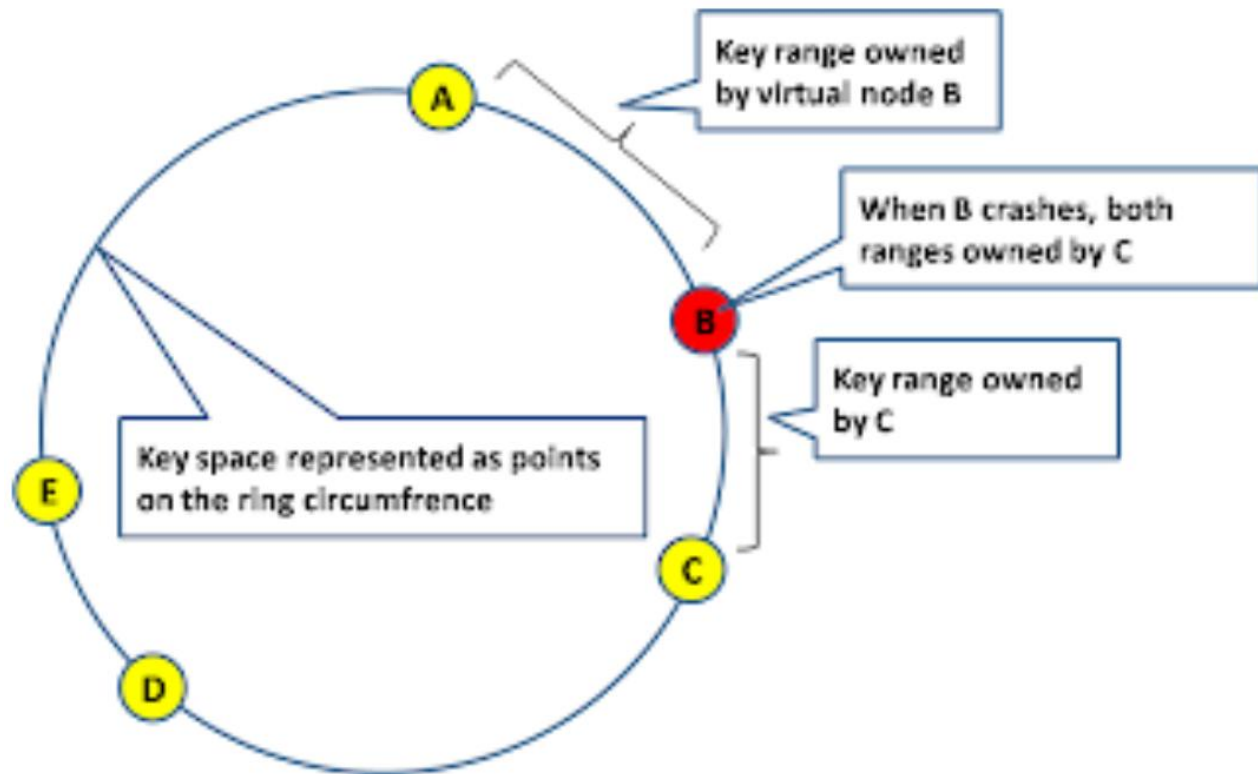 A
Key range owned
by virtual node B
When B crashes, both
ranges owned by C
B
Key range owned
by C
Key space represented as points
on the ring circumfrence
E
C
D